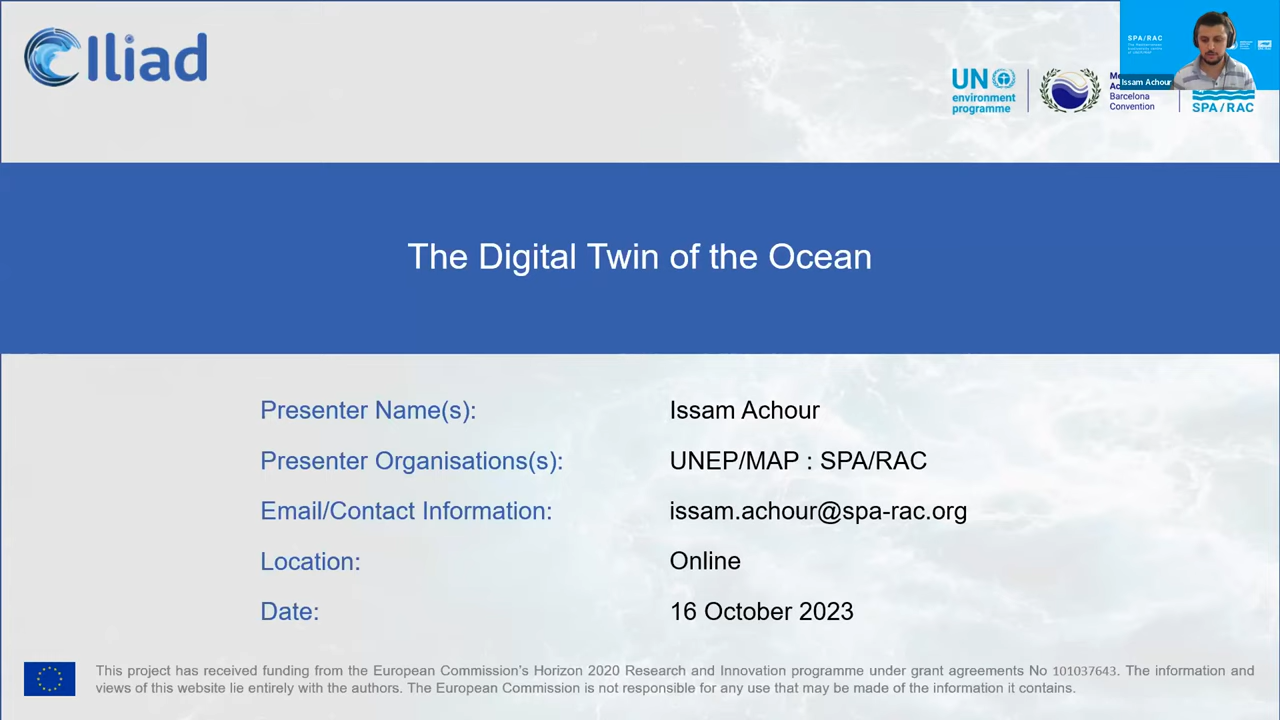 Iliad
SPA/RAC
UN
environment
programme
Me
Ac
Barcelona
Convention
Issam Achour
SPA/RAC
The Digital Twin of the Ocean
Presenter Name(s): Issam Achour
Presenter Organisations(s): UNEP/MAP : SPA/RAC
Email/Contact Information: issam.achour@spa-rac.org
Location: Online
Date: 16 October 2023
This project has received funding from the European Commission's Horizon 2020 Research and Innovation programme under grant agreements No 101037643. The information and
views of this website lie entirely with the authors. The European Commission is not responsible for any use that may be made of the information it contains.